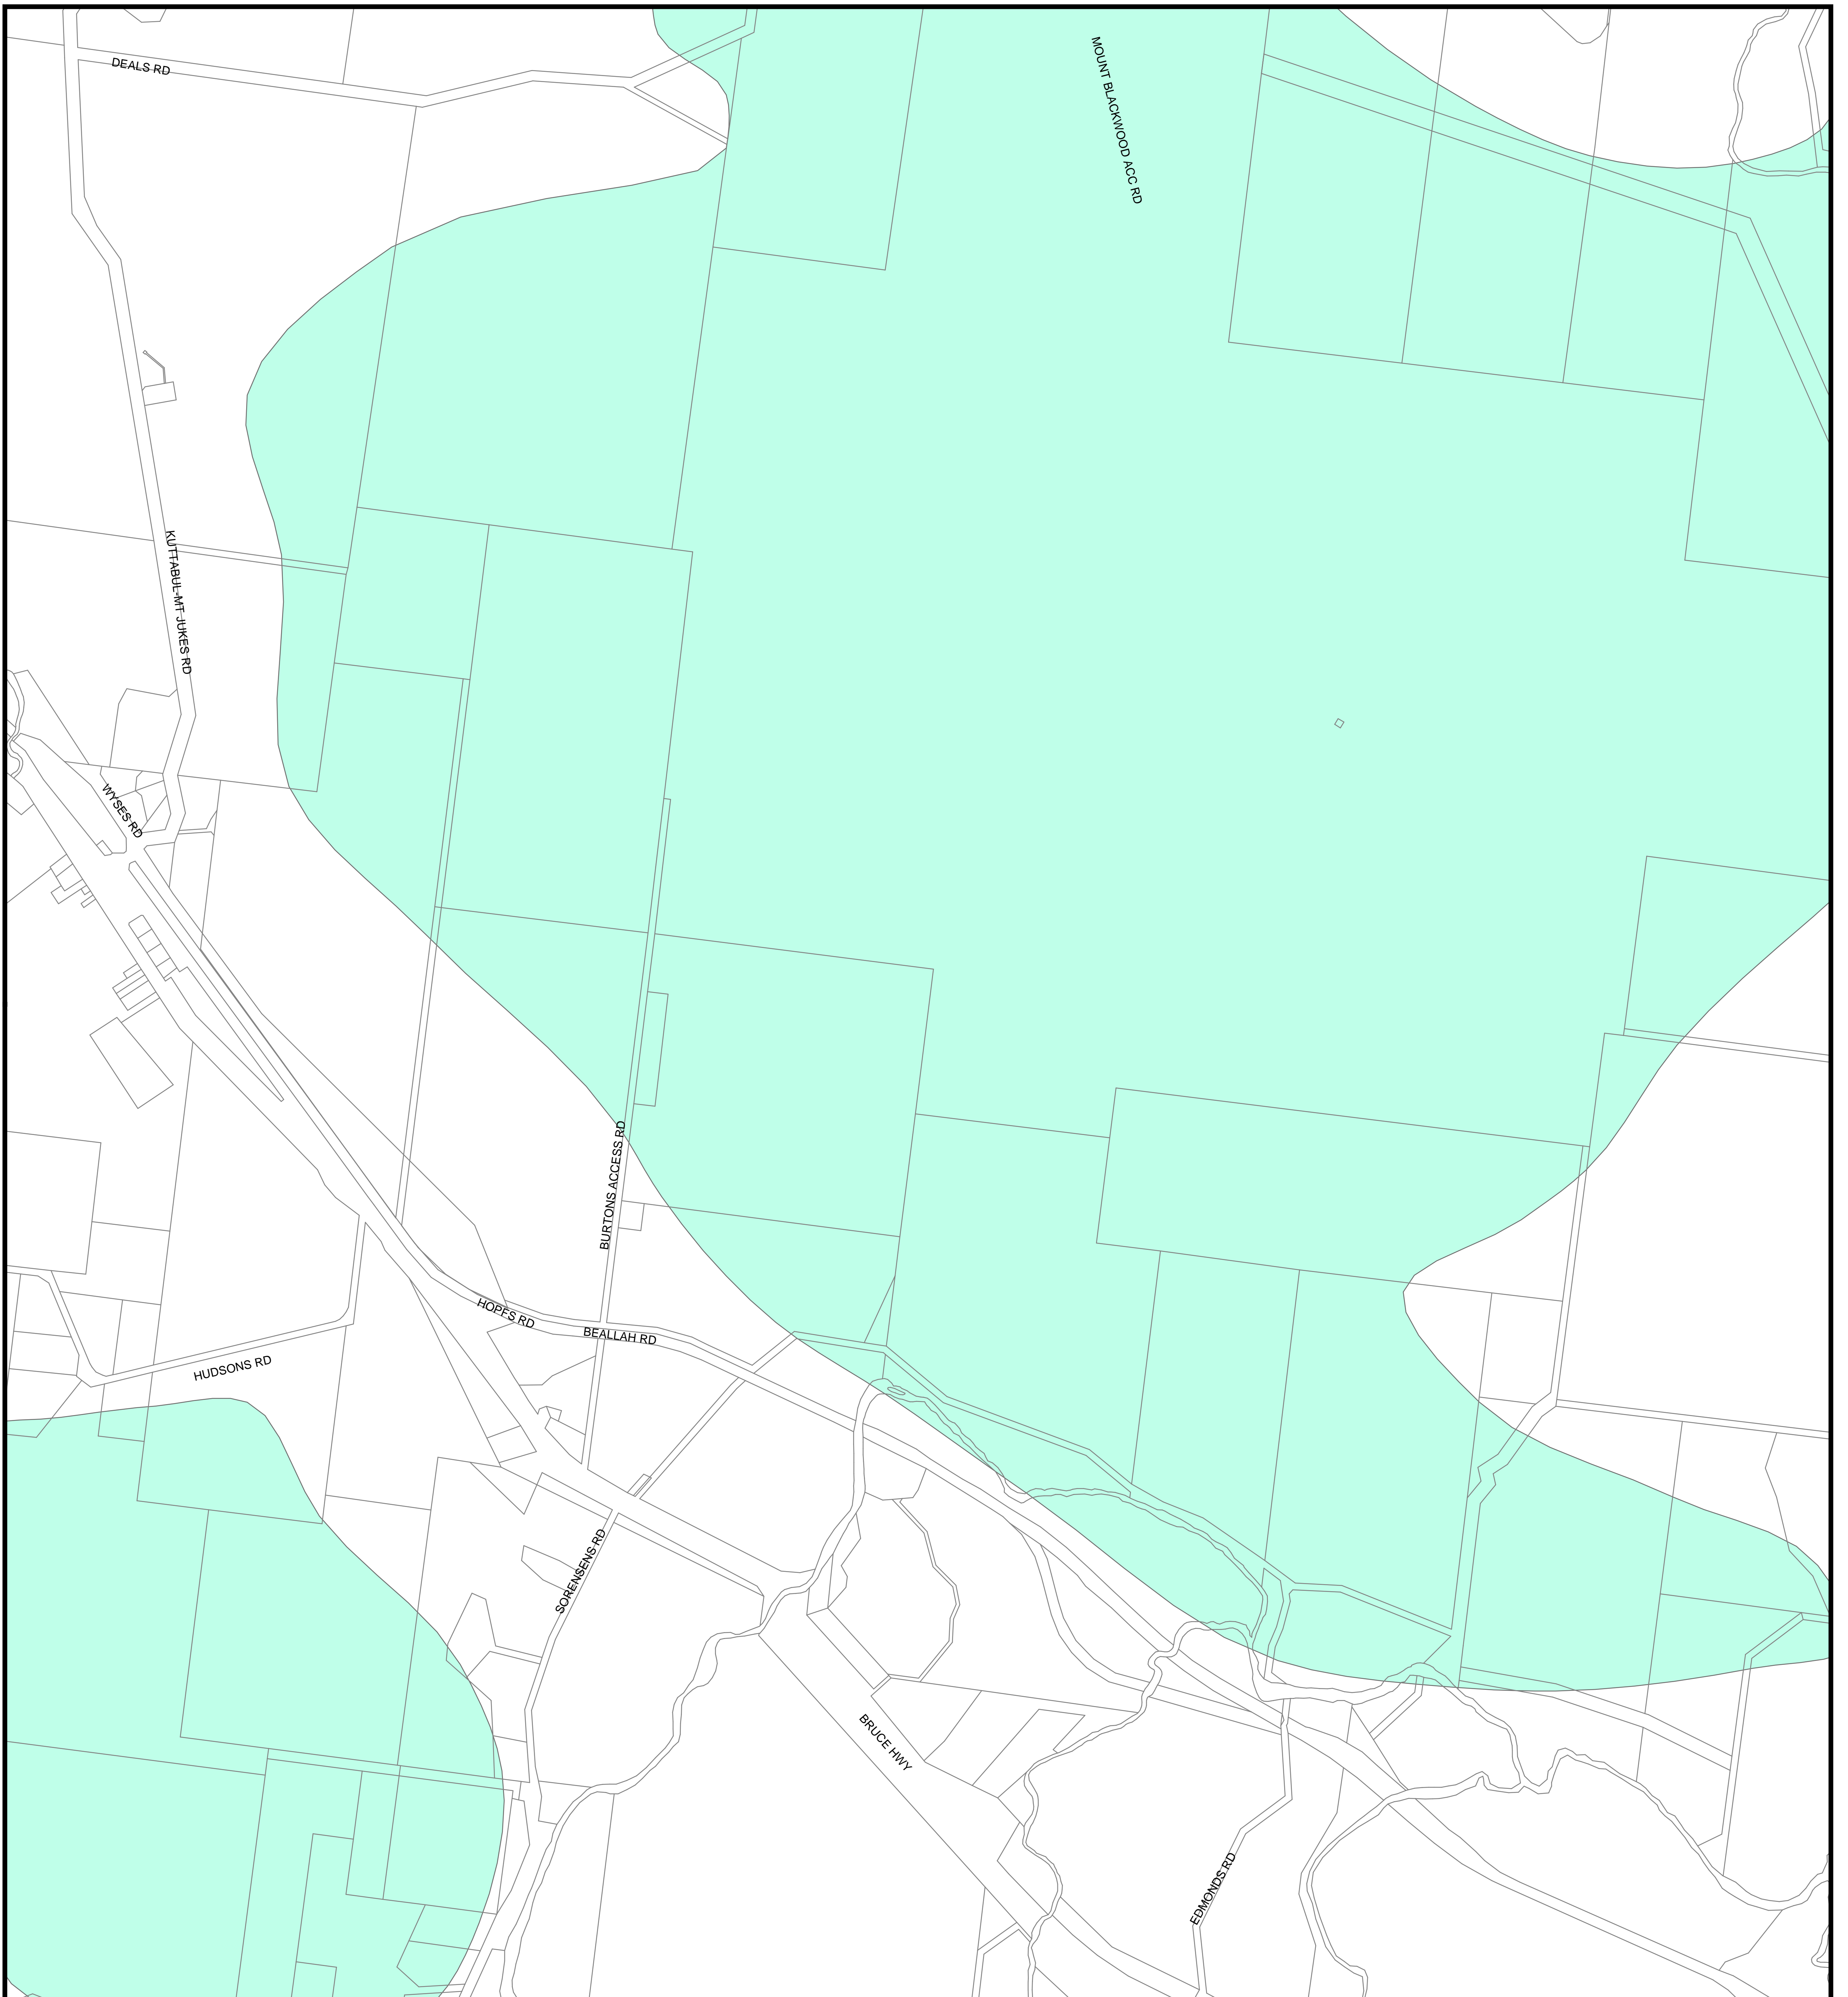 DEALS RD
MOUNT BLACKWOOD ACC RD
KUTTABUL-MT JUKES RD
WYSES RD
BURTONS ACCESS RD
HOPES RD
BEALLAH RD
HUDSONS RD
SORENSENS RD
BRUCE HWY
EDMONDS RD